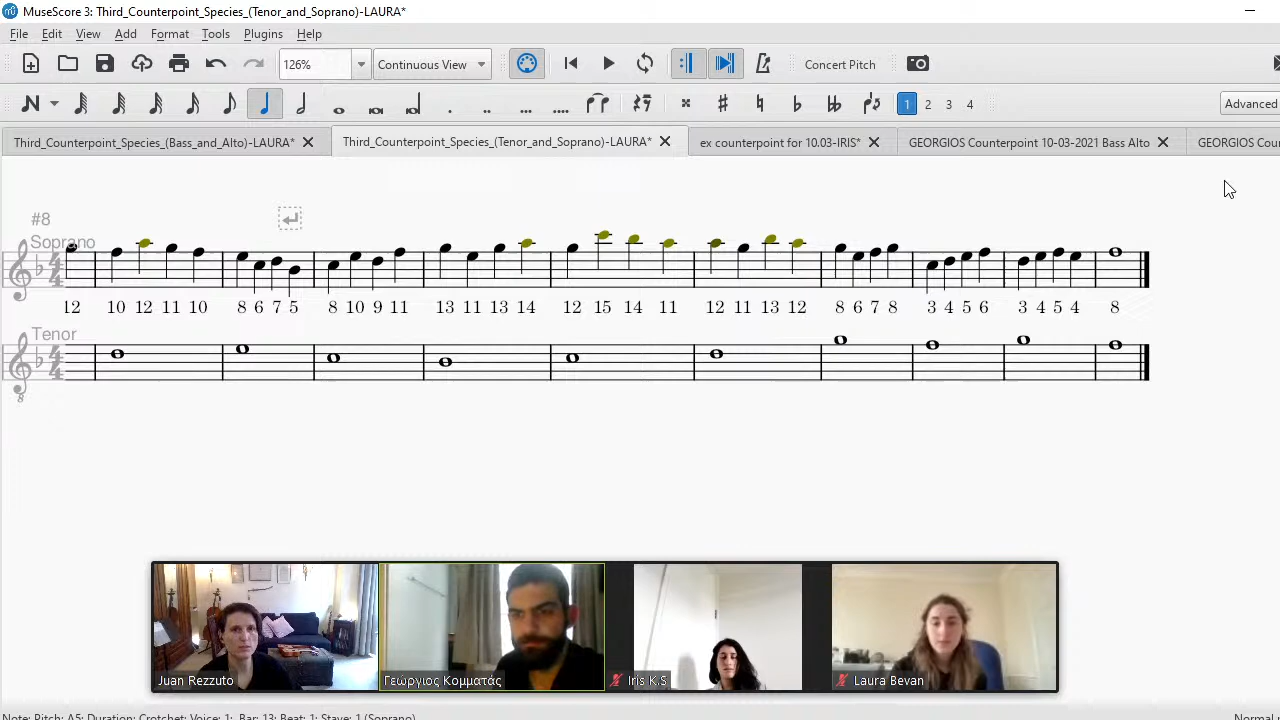 MuseScore 3: Third_Counterpoint_Species_(Tenor_and_Soprano)-LAURA*
File Edit View Add Format Tools Plugins Help
126% Continuous View Concert Pitch
1 2 3 4 Advanced
Third_Counterpoint_Species_(Bass_and_Alto)-LAURA* Third_Counterpoint_Species_(Tenor_and_Soprano)-LAURA* ex counterpoint for 10.03-IRIS* GEORGIOS Counterpoint 10-03-2021 Bass Alto GEORGIOS Cou
#8
Soprano
12 10 12 11 10 8 6 7 5 8 10 9 11 13 11 13 14 12 15 14 11 12 11 13 12 8 6 7 8 3 4 5 6 3 4 5 4 8
Tenor
8
Juan Rezzuto Γεώργιος Κομματάς Iris K.S Laura Bevan
Note; Pitch: A5; Duration: Crotchet; Voice: 1; Bar: 13; Beat: 1; Stave: 1 (Soprano) Normal